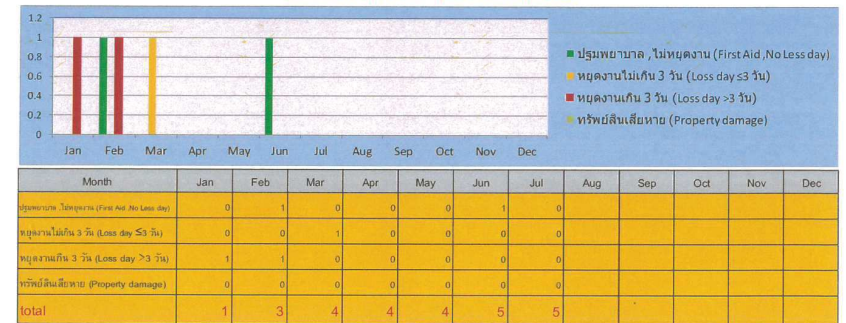 1.2
1
0.8
0.6
0.4
0.2
0
Jan Feb Mar Apr May Jun Jul Aug Sep Oct Nov Dec
ปฐมพยาบาล ,ไม่หยุดงาน (First Aid ,No Less day)
หยุดงานไม่เกิน 3 วัน (Loss day ≤3 วัน)
หยุดงานเกิน 3 วัน (Loss day >3 วัน)
ทรัพย์สินเสียหาย (Property damage)
Month Jan Feb Mar Apr May Jun Jul Aug Sep Oct Nov Dec
ปฐมพยาบาล ,ไม่หยุดงาน (First Aid ,No Less day) 0 1 0 0 0 1 0
หยุดงานไม่เกิน 3 วัน (Loss day ≤3 วัน) 0 0 1 0 0 0 0
หยุดงานเกิน 3 วัน (Loss day >3 วัน) 1 1 0 0 0 0 0
ทรัพย์สินเสียหาย (Property damage) 0 0 0 0 0 0 0
total 1 3 4 4 4 5 5